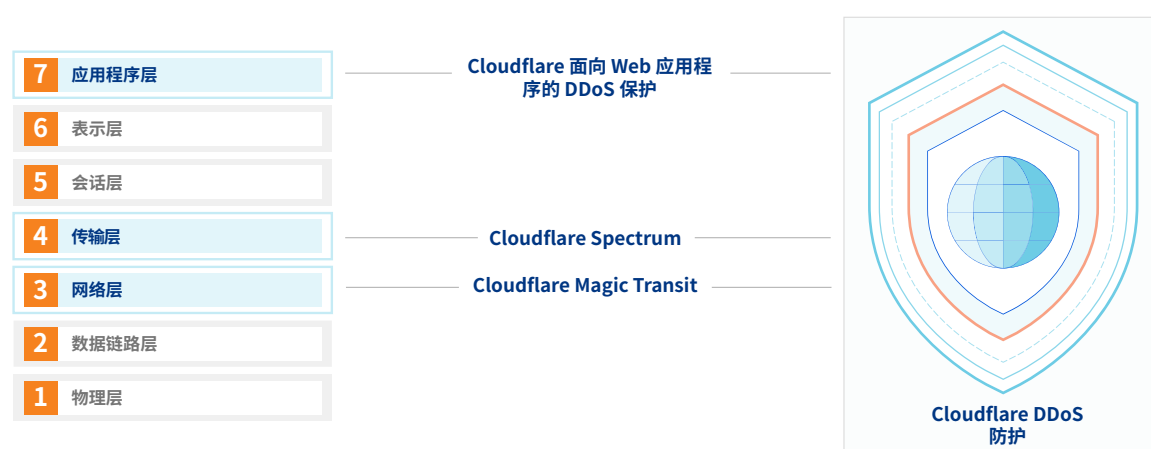 7 应用程序层
Cloudflare 面向 Web 应用程
序的 DDoS 保护
6 表示层
5 会话层
4 传输层
Cloudflare Spectrum
3 网络层
Cloudflare Magic Transit
2 数据链路层
1 物理层
Cloudflare DDoS
防护